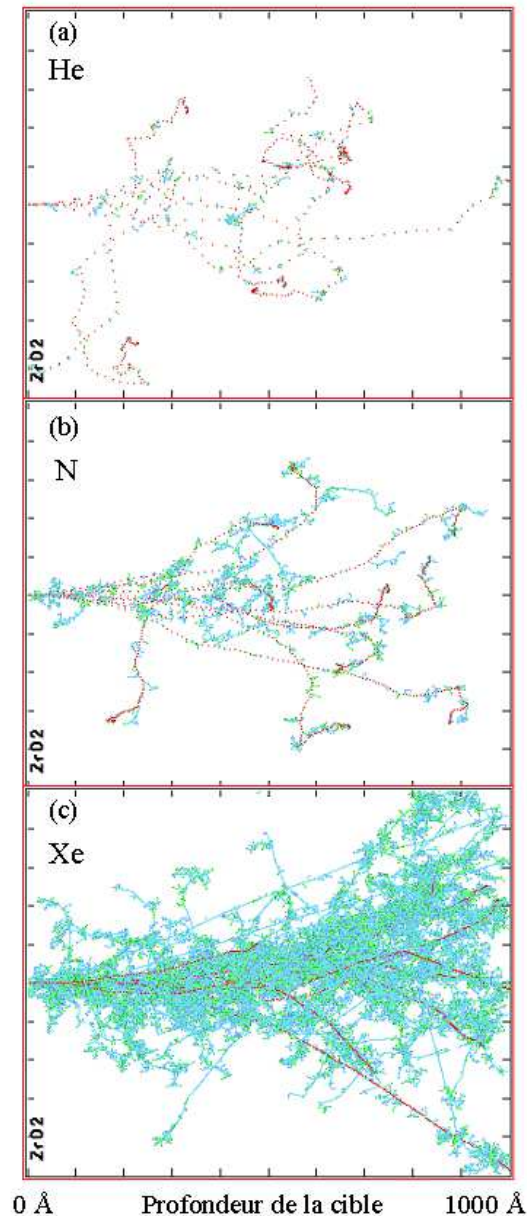 (a)
He
ZrO2
(b)
N
ZrO2
(c)
Xe
ZrO2
0 Å Profondeur de la cible 1000 Å